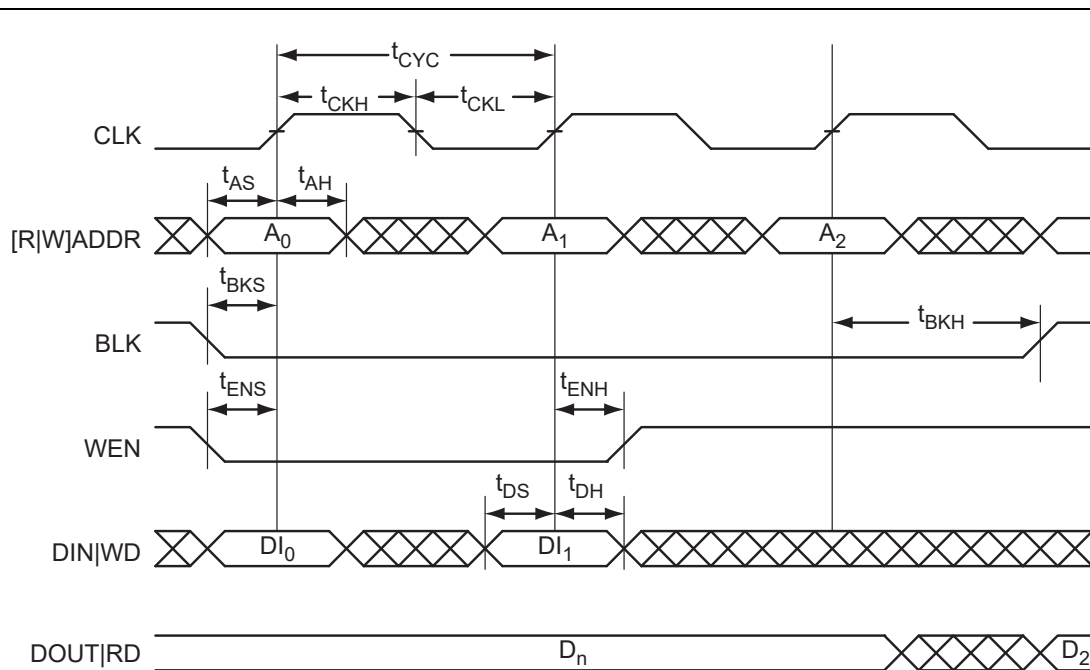 tCYC
tCKH tCKL
CLK
tAS tAH
[R|W]ADDR A0 A1 A2
tBKS tBKH
BLK
tENS tENH
WEN
tDS tDH
DIN|WD DI0 DI1
DOUT|RD Dn D2